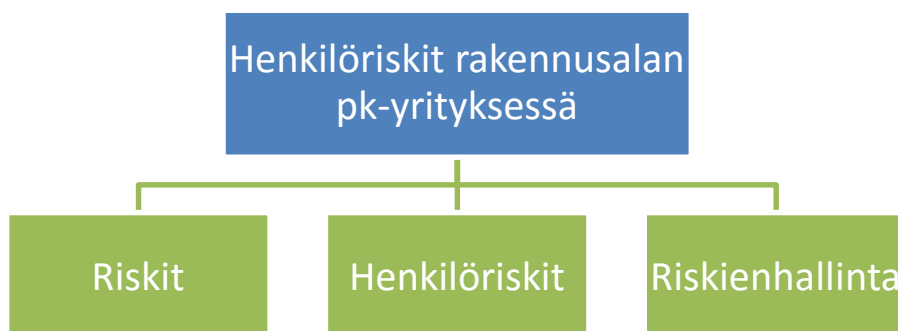 Henkilöriskit rakennusalan
pk-yrityksessä
Riskit
Henkilöriskit
Riskienhallinta